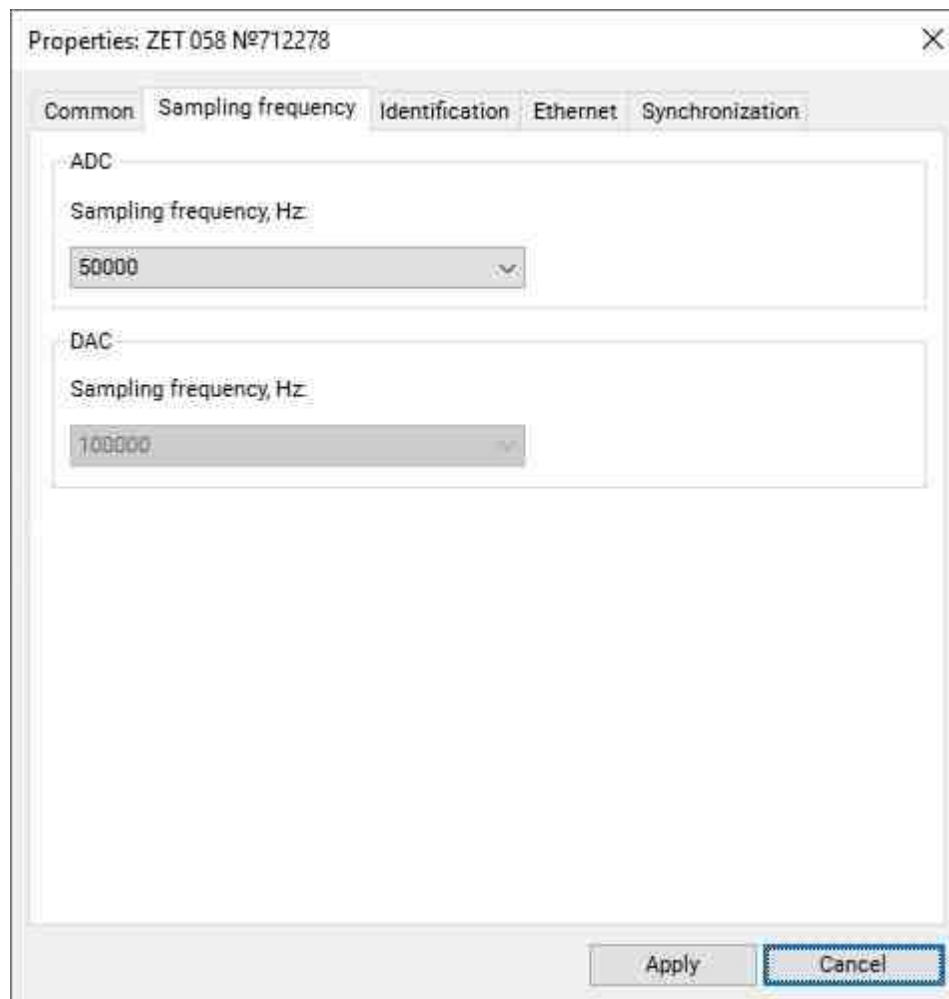 Properties: ZET 058 №712278
Common Sampling frequency Identification Ethernet Synchronization
ADC
Sampling frequency, Hz:
50000
DAC
Sampling frequency, Hz:
100000
Apply Cancel